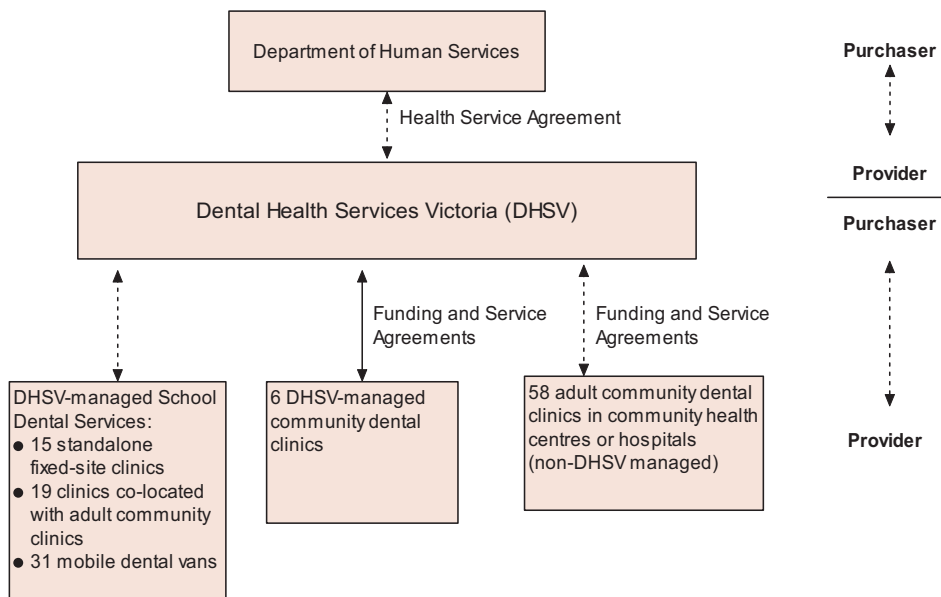 Department of Human Services
Purchaser
Health Service Agreement
Provider
Dental Health Services Victoria (DHSV)
Purchaser
Funding and Service
Agreements
Funding and Service
Agreements
DHSV-managed School
Dental Services:
● 15 standalone
fixed-site clinics
● 19 clinics co-located
with adult community
clinics
● 31 mobile dental vans
6 DHSV-managed
community dental
clinics
58 adult community dental
clinics in community health
centres or hospitals
(non-DHSV managed)
Provider